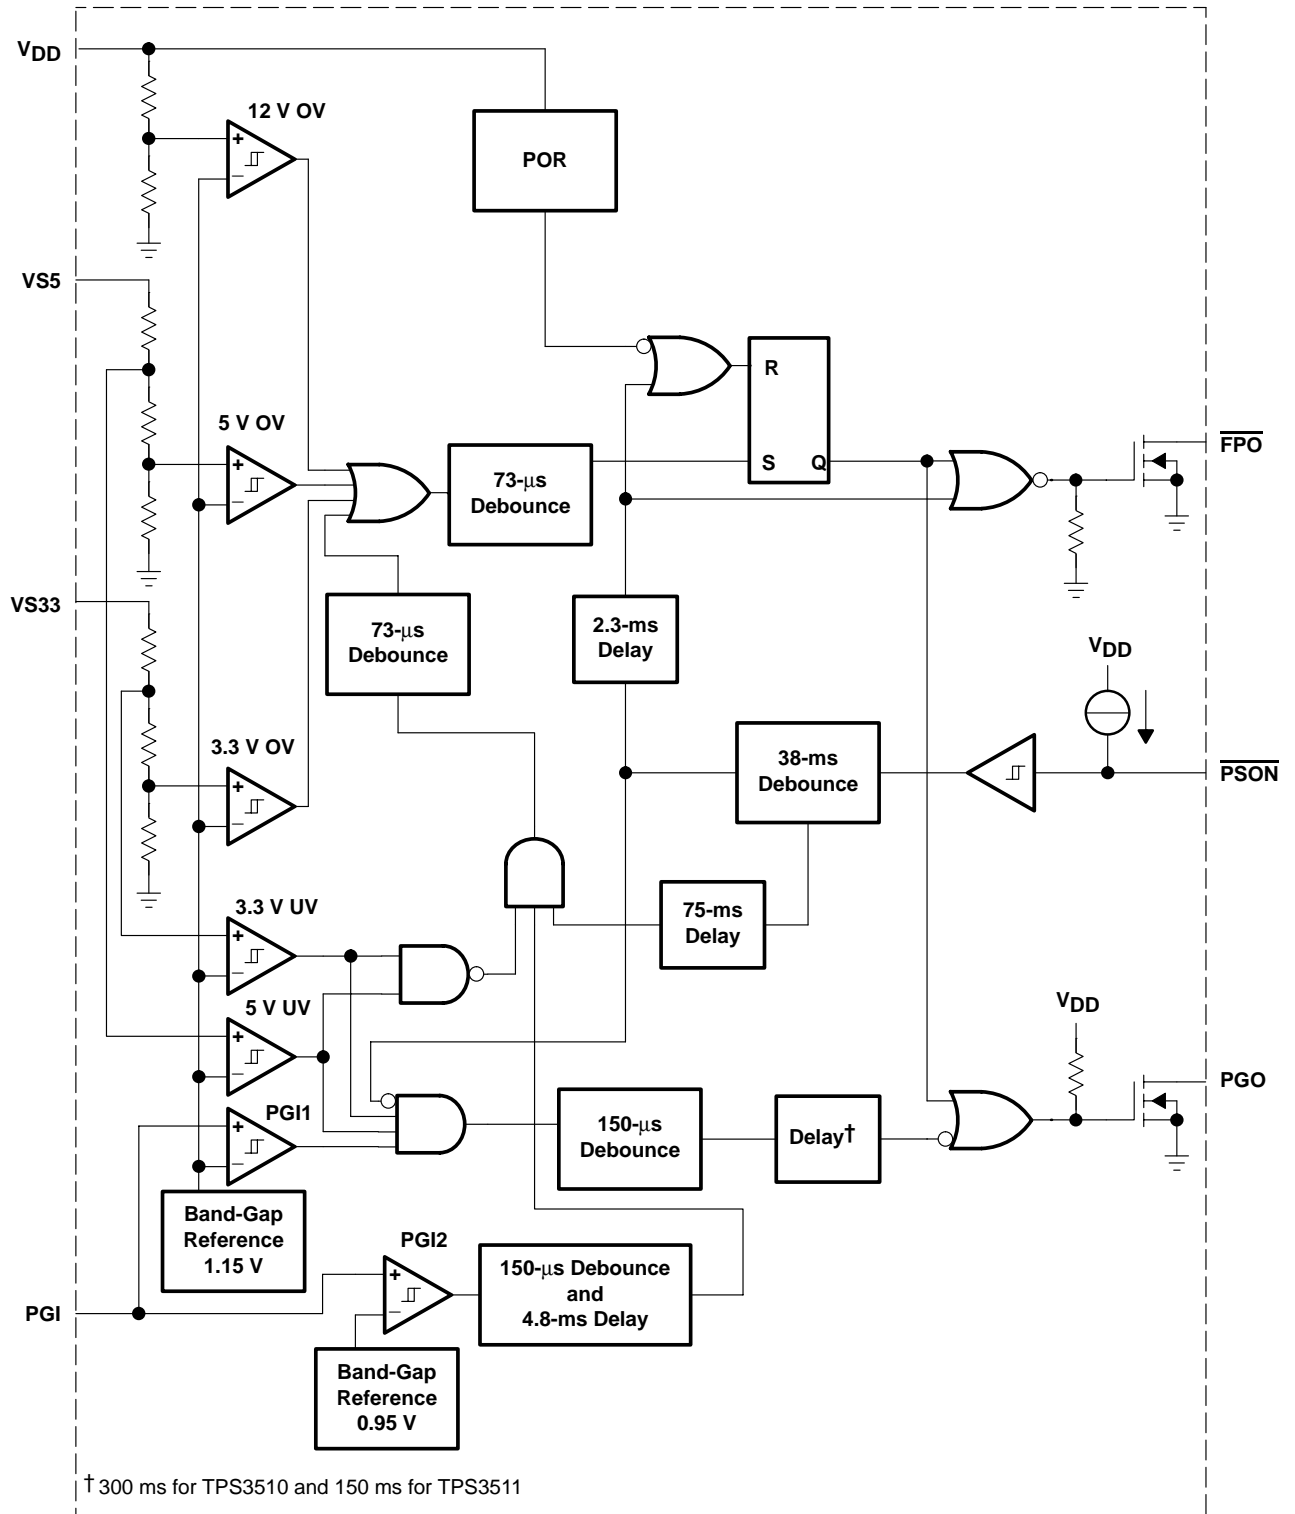 VDD
12 V OV
+
−
POR
VS5
5 V OV
+
−
R
S Q
FPO
73-µs
Debounce
VS33
73-µs
Debounce
2.3-ms
Delay
VDD
3.3 V OV
+
−
38-ms
Debounce
PSON
75-ms
Delay
3.3 V UV
+
−
5 V UV
+
−
VDD
PGO
PGI1
+
−
150-µs
Debounce
Delay†
Band-Gap
Reference
1.15 V
PGI2
+
−
150-µs Debounce
and
4.8-ms Delay
PGI
Band-Gap
Reference
0.95 V
† 300 ms for TPS3510 and 150 ms for TPS3511